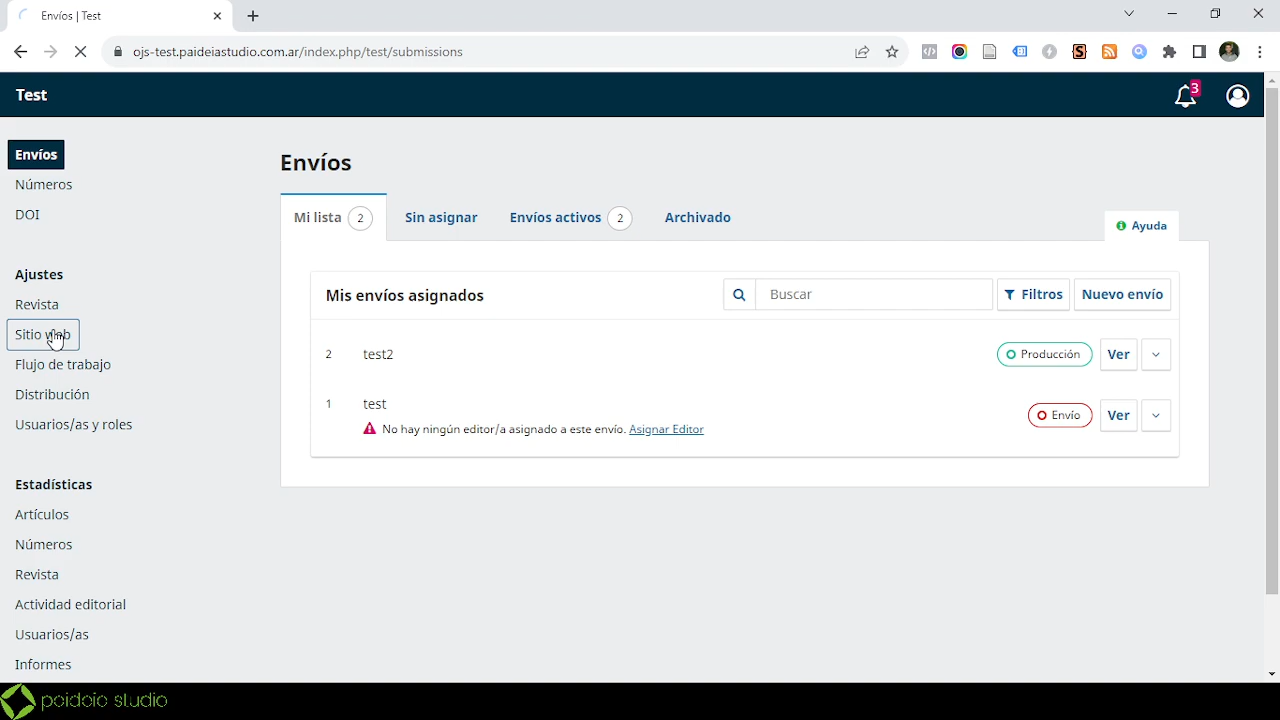 Envíos | Test
ojs-test.paideiastudio.com.ar/index.php/test/submissions
Test
3
Envíos
Números
DOI
Ajustes
Revista
Sitio web
Flujo de trabajo
Distribución
Usuarios/as y roles
Estadísticas
Artículos
Números
Revista
Actividad editorial
Usuarios/as
Informes
Envíos
Mi lista 2 Sin asignar Envíos activos 2 Archivado
Ayuda
Mis envíos asignados Buscar Filtros Nuevo envío
2 test2 Producción Ver
1 test Envío Ver
No hay ningún editor/a asignado a este envío. Asignar Editor
paideia studio